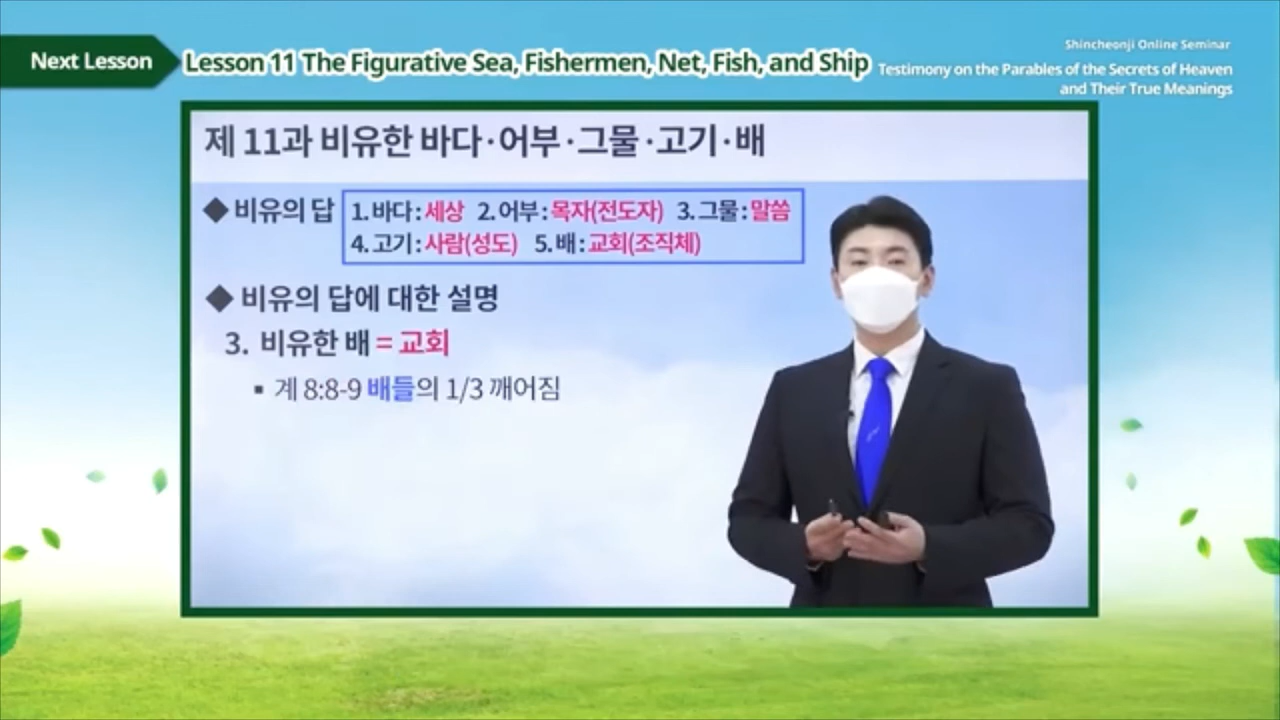 Next Lesson
Lesson 11 The Figurative Sea, Fishermen, Net, Fish, and Ship
Shincheonji Online Seminar
Testimony on the Parables of the Secrets of Heaven
and Their True Meanings
제 11과 비유한 바다·어부·그물·고기·배
◆ 비유의 답
1. 바다 : 세상 2. 어부 : 목자(전도자) 3. 그물 : 말씀
4. 고기 : 사람(성도) 5. 배 : 교회(조직체)
◆ 비유의 답에 대한 설명
3. 비유한 배 = 교회
▪ 계 8:8-9 배들의 1/3 깨어짐